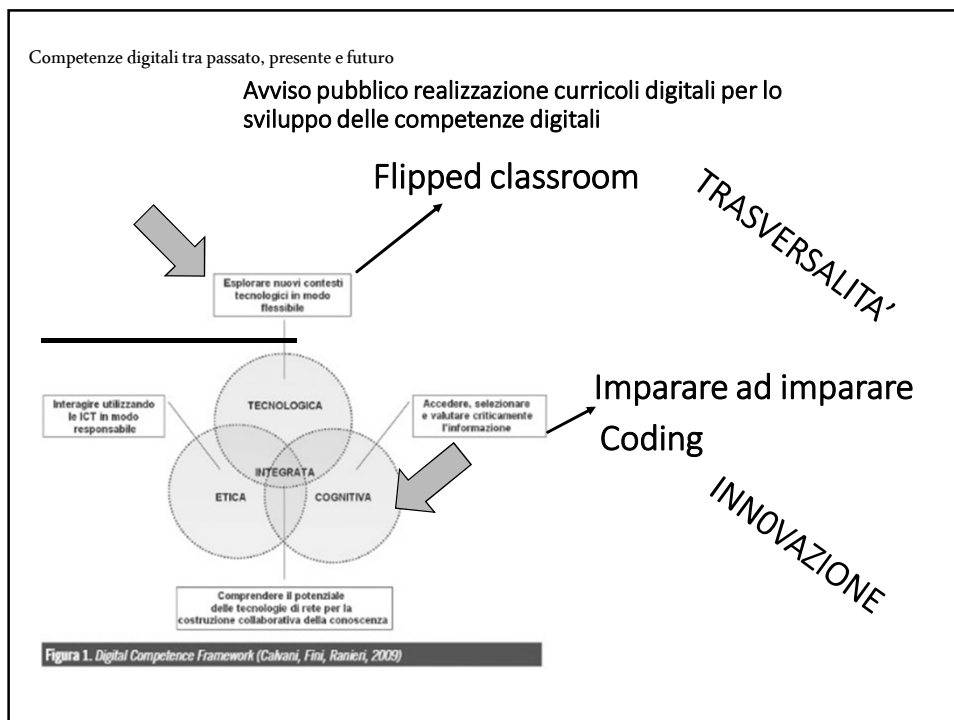 Competenze digitali tra passato, presente e futuro
Avviso pubblico realizzazione curricoli digitali per lo
sviluppo delle competenze digitali
Flipped classroom
TRASVERSALITA’
Esplorare nuovi contesti
tecnologici in modo
flessibile
Interagire utilizzando
le ICT in modo
responsabile
TECNOLOGICA
Accedere, selezionare
e valutare criticamente
l'informazione
Imparare ad imparare
Coding
INTEGRATA
ETICA
COGNITIVA
INN0VAZIONE
Comprendere il potenziale
delle tecnologie di rete per la
costruzione collaborativa della conoscenza
Figura 1. Digital Competence Framework (Calvani, Fini, Ranieri, 2009)